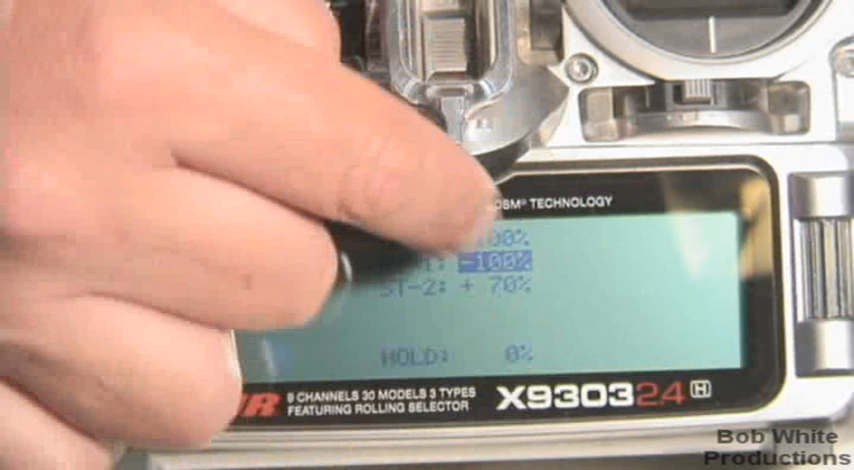 DSM® TECHNOLOGY
100%
-100%
ST-2: + 70%
HOLD: 0%
9 CHANNELS 30 MODELS 3 TYPES
FEATURING ROLLING SELECTOR
X9303 2.4 H
Bob White
Productions